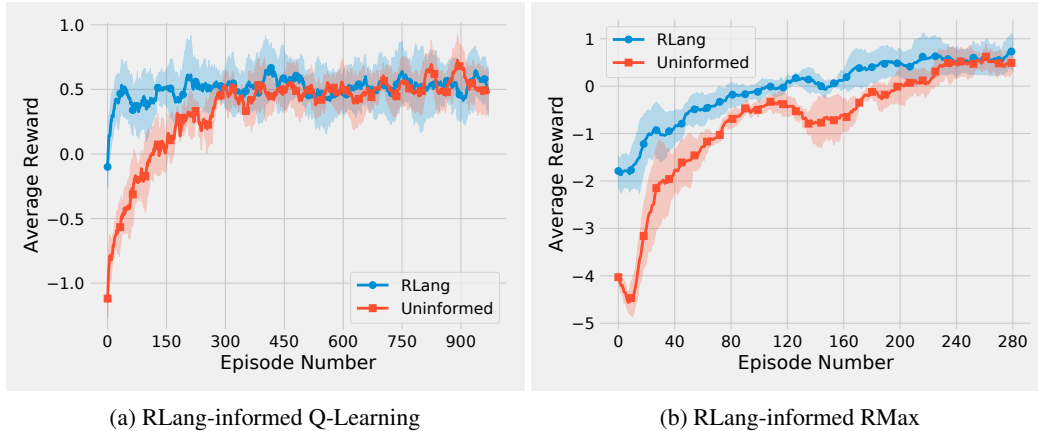 1.0
0.5
0.0
−0.5
−1.0
Average Reward
RLang
Uninformed
0 150 300 450 600 750 900
Episode Number
(a) RLang-informed Q-Learning
RLang
Uninformed
1
0
−1
−2
−3
−4
−5
Average Reward
0 40 80 120 160 200 240 280
Episode Number
(b) RLang-informed RMax